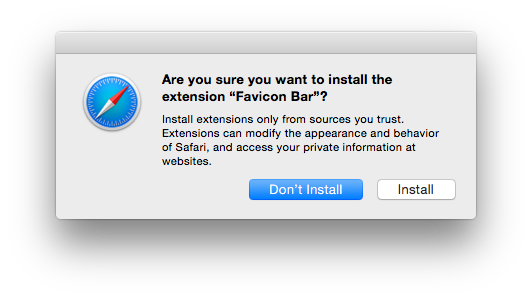 Are you sure you want to install the
extension “Favicon Bar”?
Install extensions only from sources you trust.
Extensions can modify the appearance and behavior
of Safari, and access your private information at
websites.
Don’t Install
Install